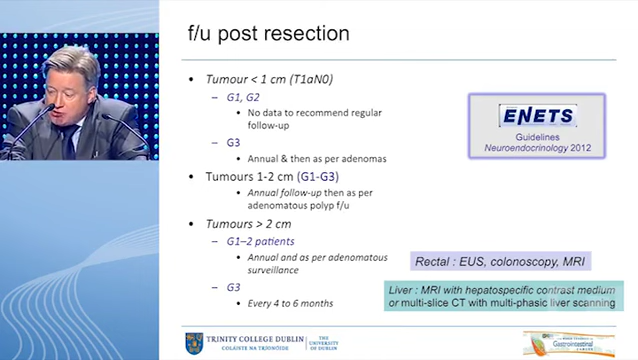 f/u post resection
• Tumour < 1 cm (T1aN0)
– G1, G2
• No data to recommend regular
follow-up
– G3
• Annual & then as per adenomas
• Tumours 1-2 cm (G1-G3)
• Annual follow-up then as per
adenomatous polyp f/u
• Tumours > 2 cm
– G1–2 patients
• Annual and as per adenomatous
surveillance
– G3
• Every 4 to 6 months
ENETS
Guidelines
Neuroendocrinology 2012
Rectal : EUS, colonoscopy, MRI
Liver : MRI with hepatospecific contrast medium
or multi-slice CT with multi-phasic liver scanning
TRINITY COLLEGE DUBLIN
COLÁISTE NA TRÍONÓIDE
THE
UNIVERSITY
OF DUBLIN
Gastrointestinal